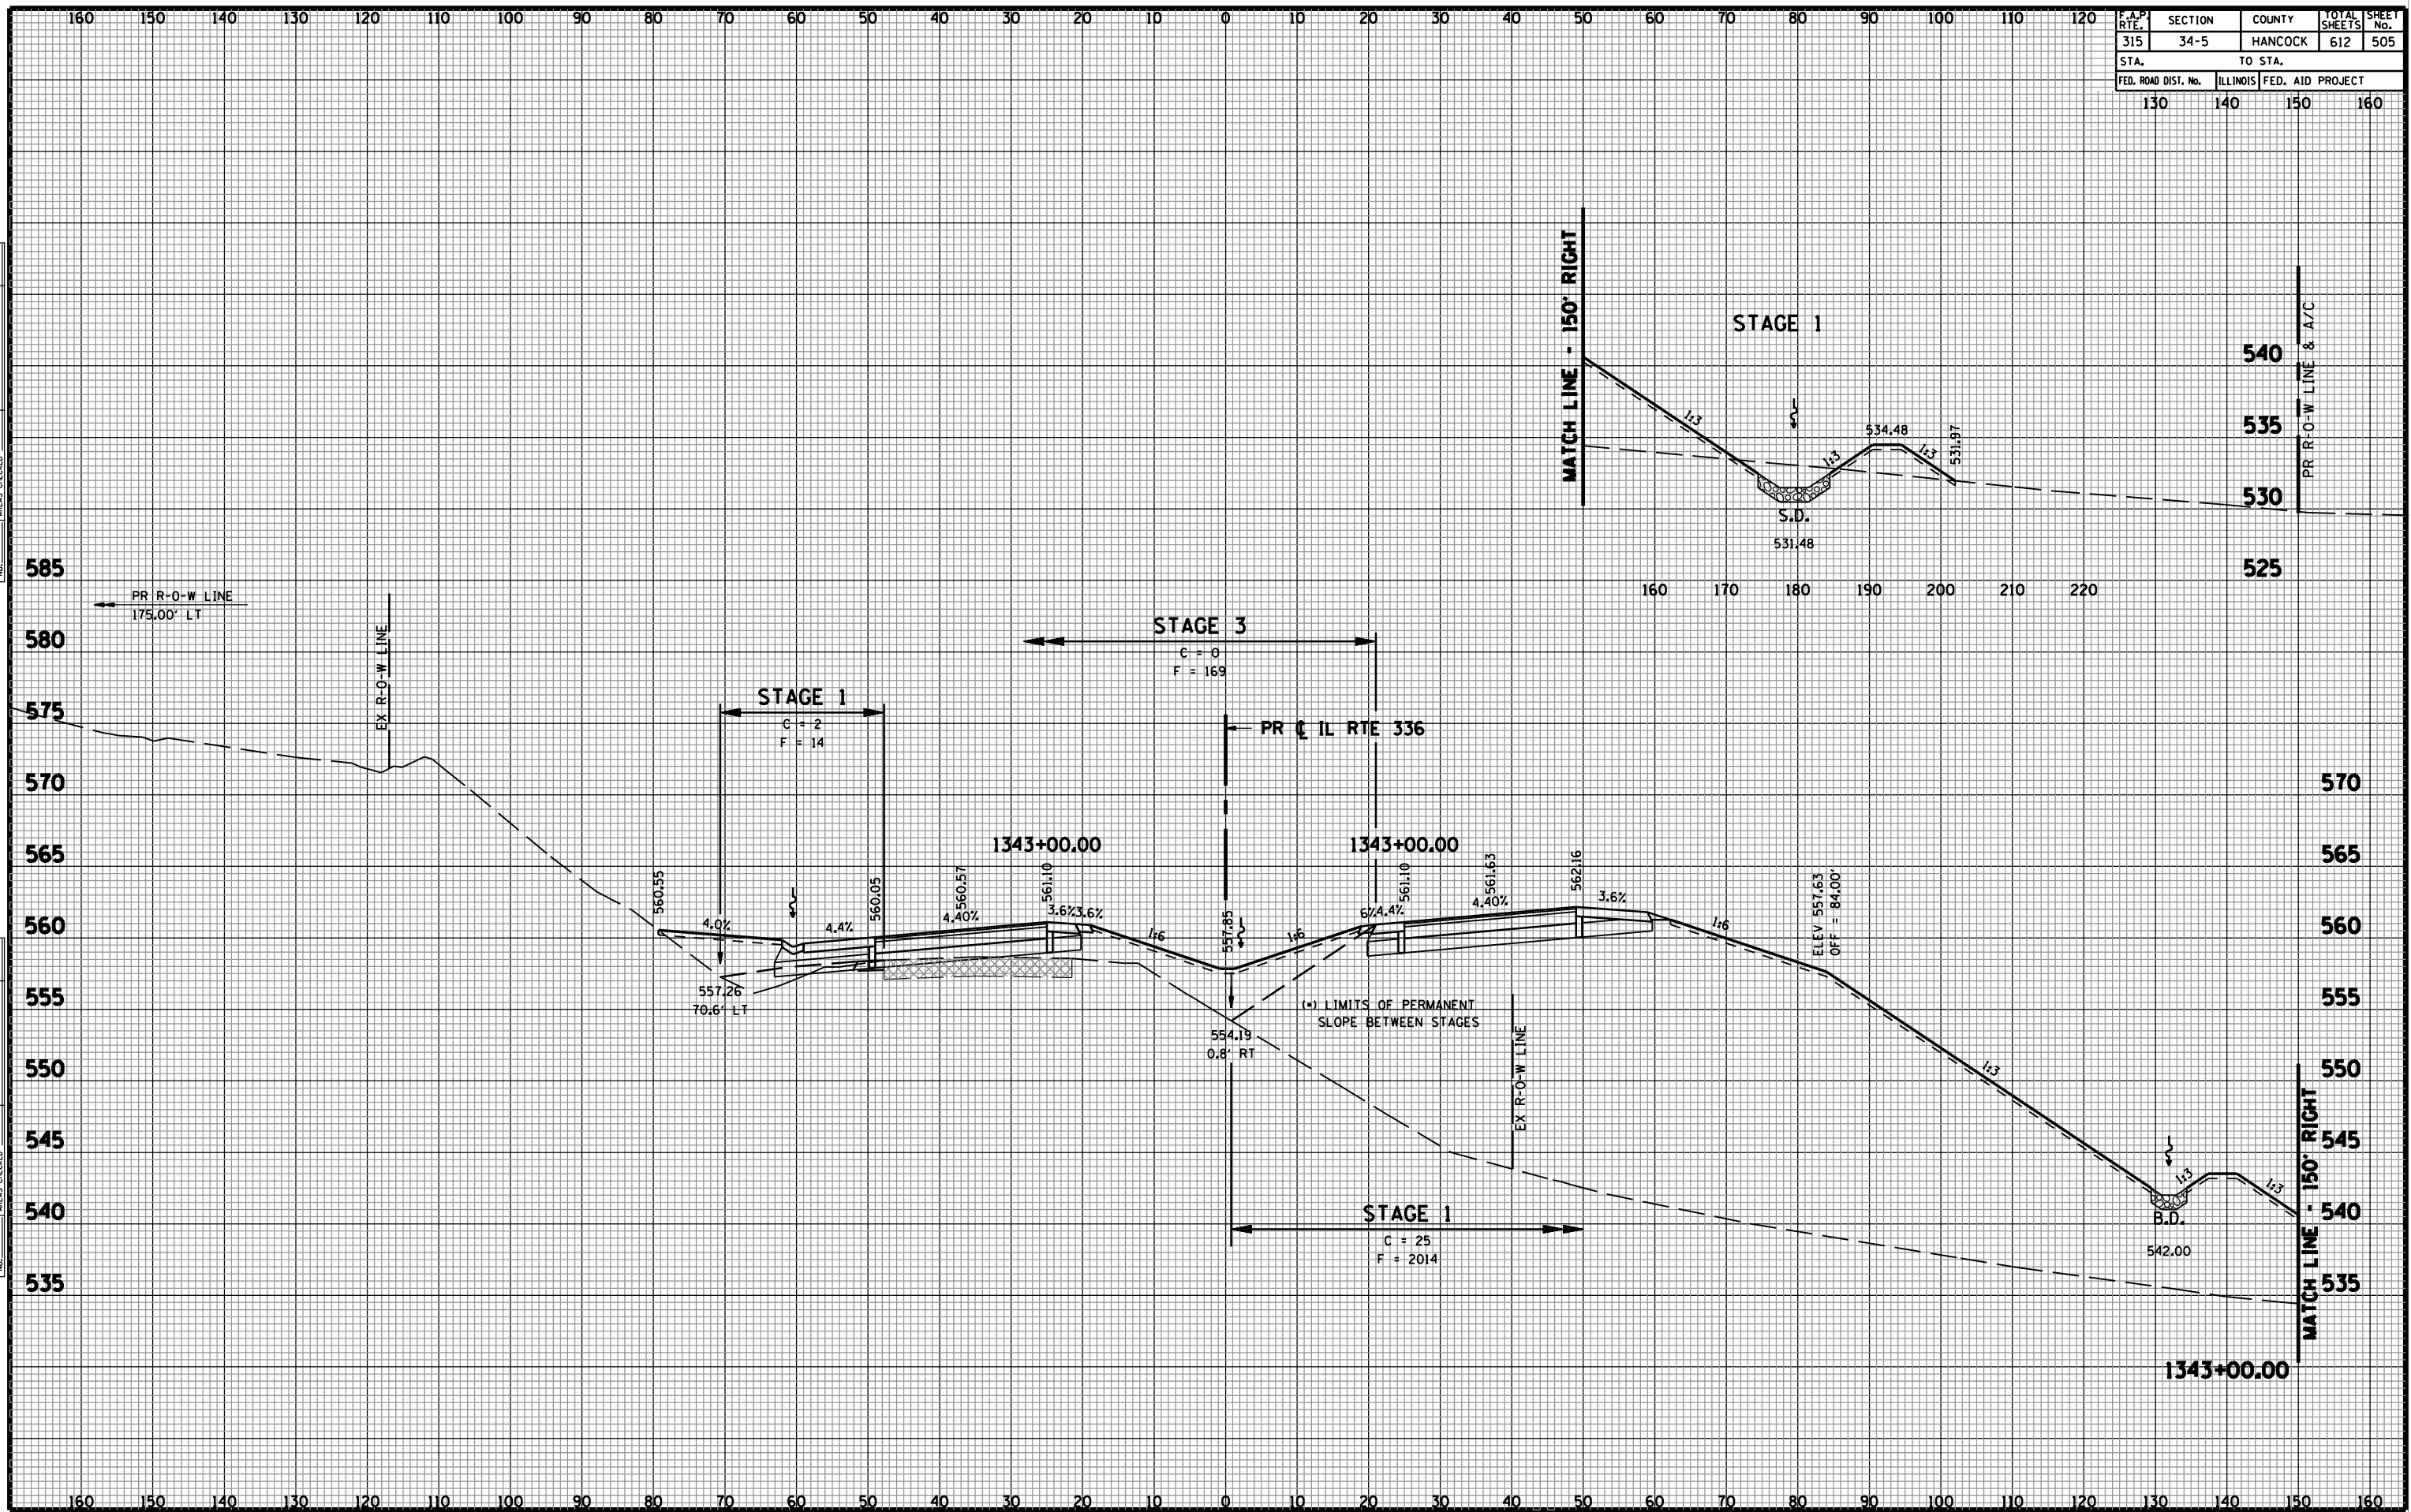 160 150 140 130 120 110 100 90 80 70 60 50 40 30 20 10 0 10 20 30 40 50 60 70 80 90 100 110 120
F.A.P. RTE. SECTION COUNTY TOTAL SHEETS SHEET No.
315 34-5 HANCOCK 612 505
STA. TO STA.
FED. ROAD DIST. No. ILLINOIS FED. AID PROJECT
130 140 150 160
MATCH LINE - 150' RIGHT
STAGE 1
1:3
S.D.
531.48
1:3
534.48
1:3
531.97
540
535
530
525
PR R-O-W LINE & A/C
160 170 180 190 200 210 220
585
580
575
570
565
560
555
550
545
540
535
PR R-O-W LINE
175.00' LT
EX R-O-W LINE
STAGE 3
C = 0
F = 169
STAGE 1
C = 2
F = 14
PR ℄ IL RTE 336
1343+00.00
1343+00.00
560.55
4.0%
4.4%
560.05
560.57
4.40%
561.10
3.6%
3.6%
1:6
557.85
1:6
6%
4.4%
561.10
561.63
4.40%
562.16
3.6%
1:6
ELEV 557.63
OFF = 84.00'
557.26
70.6' LT
554.19
0.8' RT
(•) LIMITS OF PERMANENT
SLOPE BETWEEN STAGES
EX R-O-W LINE
STAGE 1
C = 25
F = 2014
1:3
B.D.
542.00
1:3
1:3
570
565
560
555
550
545
540
535
MATCH LINE - 150' RIGHT
1343+00.00
160 150 140 130 120 110 100 90 80 70 60 50 40 30 20 10 0 10 20 30 40 50 60 70 80 90 100 110 120 130 140 150 160